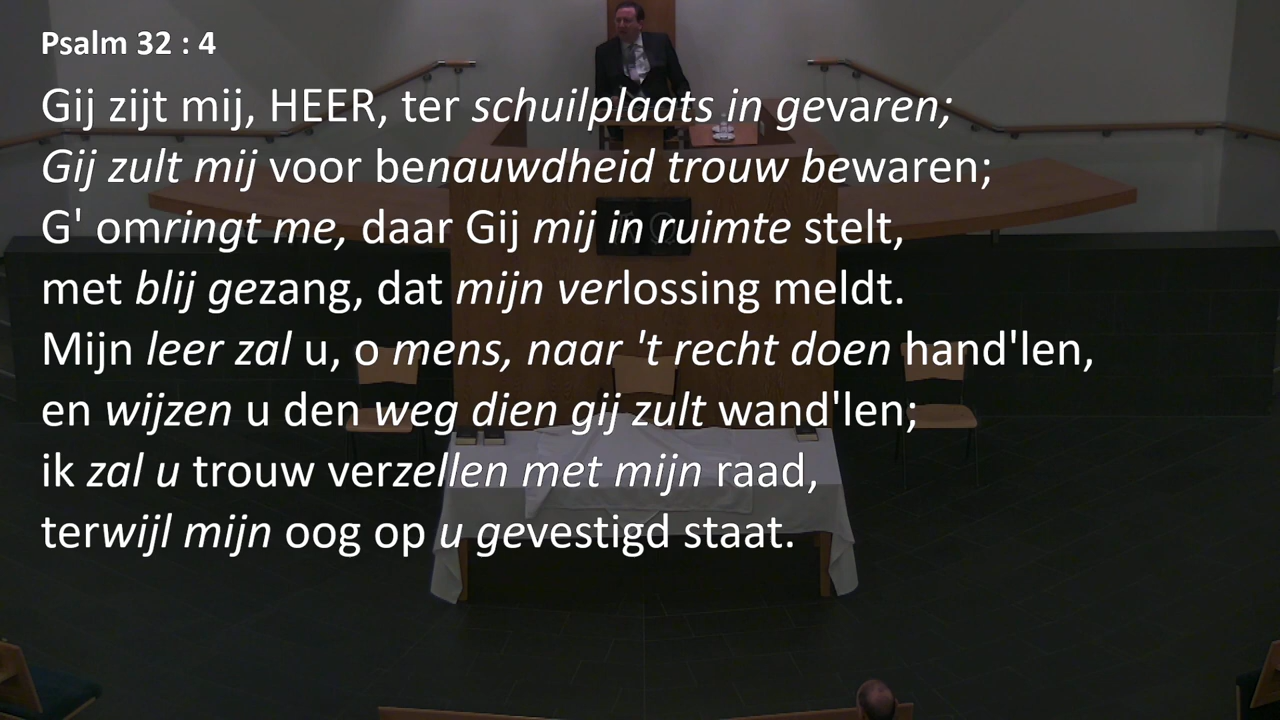 Psalm 32 : 4
Gij zijt mij, HEER, ter schuilplaats in gevaren;
Gij zult mij voor benauwdheid trouw bewaren;
G' omringt me, daar Gij mij in ruimte stelt,
met blij gezang, dat mijn verlossing meldt.
Mijn leer zal u, o mens, naar 't recht doen hand'len,
en wijzen u den weg dien gij zult wand'len;
ik zal u trouw verzellen met mijn raad,
terwijl mijn oog op u gevestigd staat.